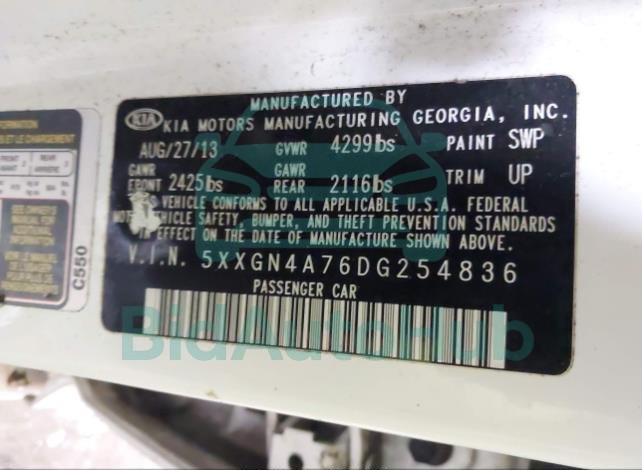 MANUFACTURED BY
KIA KIA MOTORS MANUFACTURING GEORGIA, INC.
AUG/27/13 GVWR 4299lbs PAINT SWP
GAWR FRONT 2425lbs GAWR REAR 2116lbs TRIM UP
VEHICLE CONFORMS TO ALL APPLICABLE U.S.A. FEDERAL
VEHICLE SAFETY, BUMPER, AND THEFT PREVENTION STANDARDS
EFFECT ON THE DATE OF MANUFACTURE SHOWN ABOVE.
V.I.N. 5XXGN4A76DG254836
PASSENGER CAR
BidAutoHub
C550